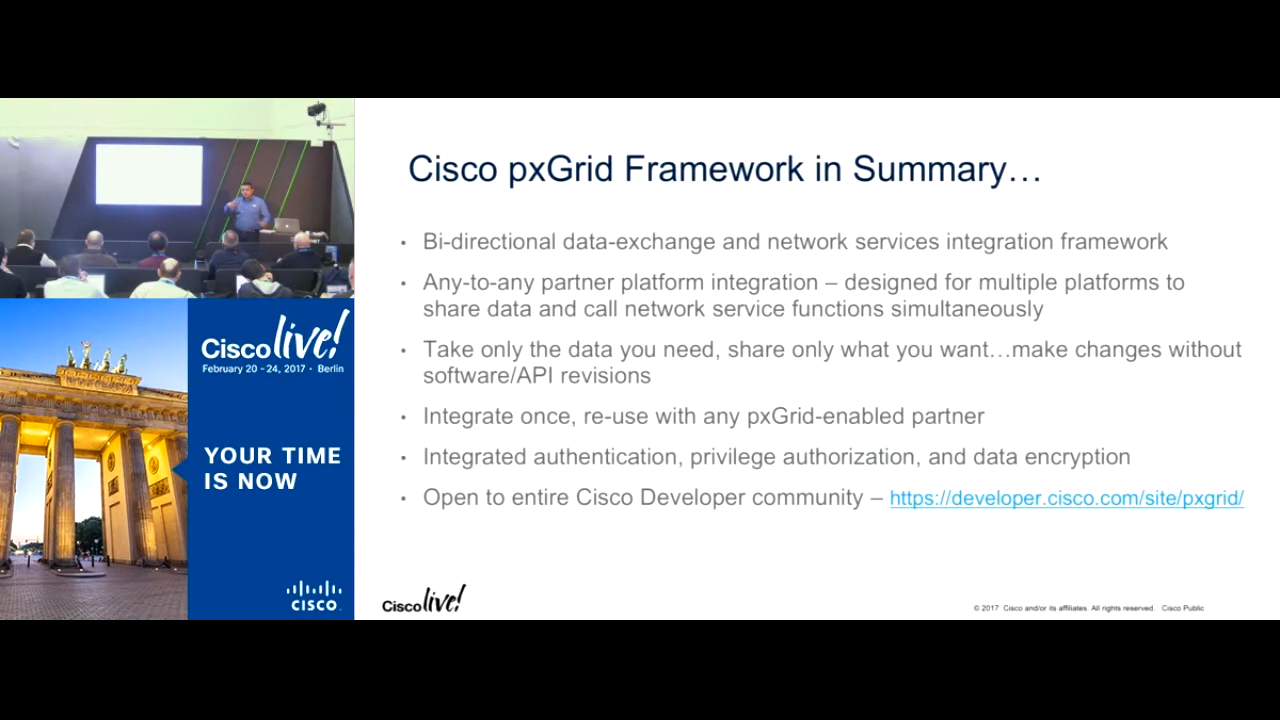 Cisco pxGrid Framework in Summary…
• Bi-directional data-exchange and network services integration framework
• Any-to-any partner platform integration – designed for multiple platforms to
share data and call network service functions simultaneously
• Take only the data you need, share only what you want…make changes without
software/API revisions
• Integrate once, re-use with any pxGrid-enabled partner
• Integrated authentication, privilege authorization, and data encryption
• Open to entire Cisco Developer community – https://developer.cisco.com/site/pxgrid/
Cisco live!
February 20 - 24, 2017 • Berlin
YOUR TIME
IS NOW
CISCO
Cisco live!
© 2017 Cisco and/or its affiliates. All rights reserved. Cisco Public